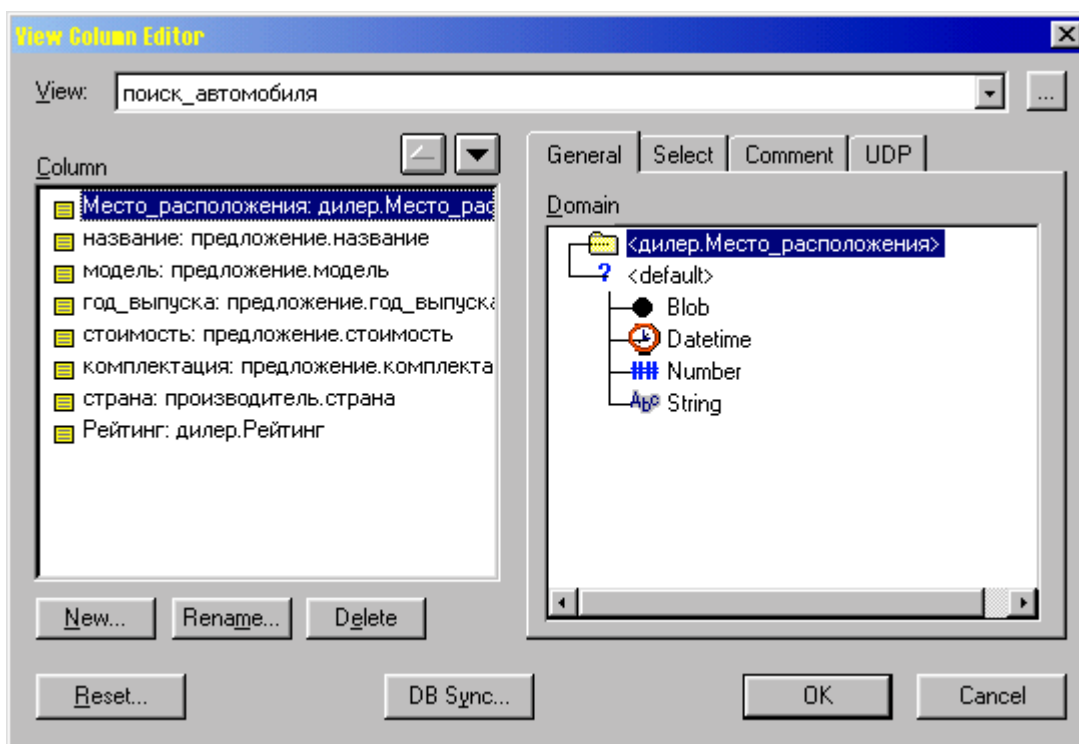 View Column Editor
View: поиск_автомобиля ...
Column
Место_расположения: дилер.Место_рас
название: предложение.название
модель: предложение.модель
год_выпуска: предложение.год_выпуска
стоимость: предложение.стоимость
комплектация: предложение.комплекта
страна: производитель.страна
Рейтинг: дилер.Рейтинг
New... Rename... Delete
General Select Comment UDP
Domain
<дилер.Место_расположения>
? <default>
Blob
Datetime
Number
Abc String
Reset... DB Sync... OK Cancel